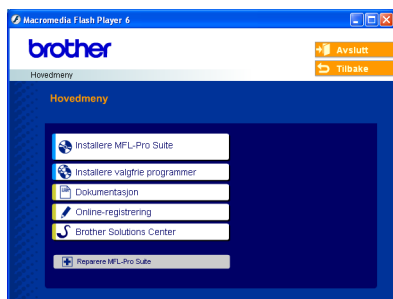 Macromedia Flash Player 6
brother
Avslutt
Tilbake
Hovedmeny
Hovedmeny
Installere MFL-Pro Suite
Installere valgfrie programmer
Dokumentasjon
Online-registrering
Brother Solutions Center
Reparere MFL-Pro Suite